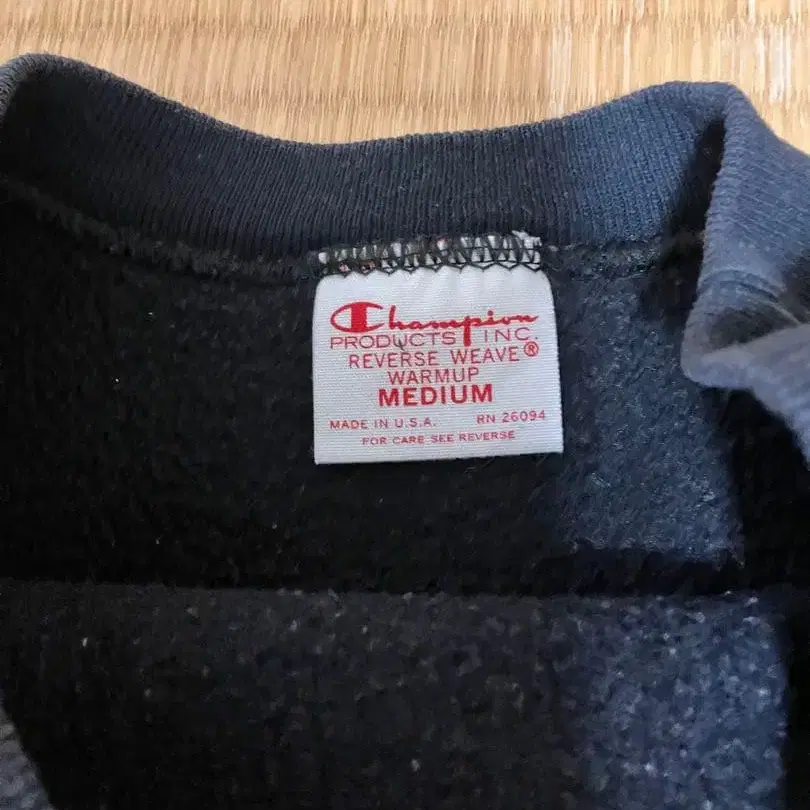 Champion
PRODUCTS INC.
REVERSE WEAVE®
WARMUP
MEDIUM
MADE IN U.S.A. RN 26094
FOR CARE SEE REVERSE